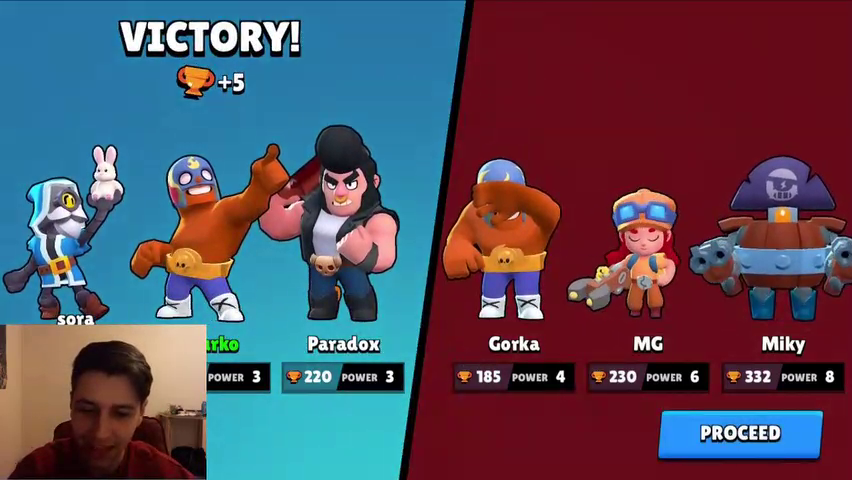 VICTORY!
+5
sora
rko
Paradox
Gorka
MG
Miky
POWER 3
220 POWER 3
185 POWER 4
230 POWER 6
332 POWER 8
PROCEED